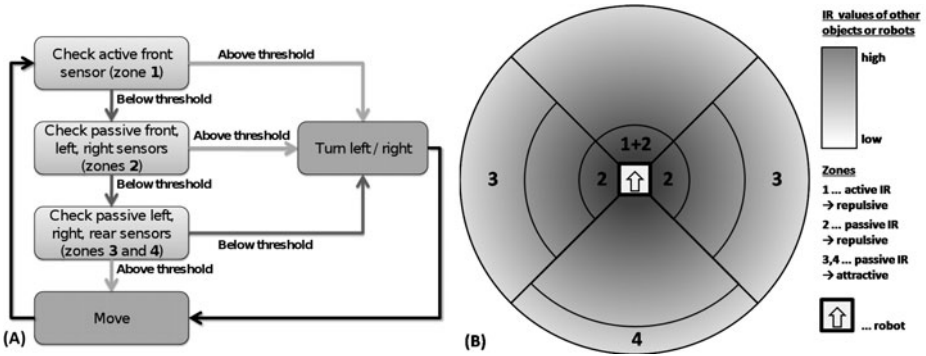 Check active front
sensor (zone 1)
Above threshold
Below threshold
Check passive front,
left, right sensors
(zones 2)
Above threshold
Turn left / right
Below threshold
Check passive left,
right, rear sensors
(zones 3 and 4)
Below threshold
Above threshold
Move
(A)
1+2
2
2
3
3
4
(B)
IR values of other
objects or robots
high
low
Zones
1 ... active IR
→ repulsive
2 ... passive IR
→ repulsive
3,4 ... passive IR
→ attractive
... robot